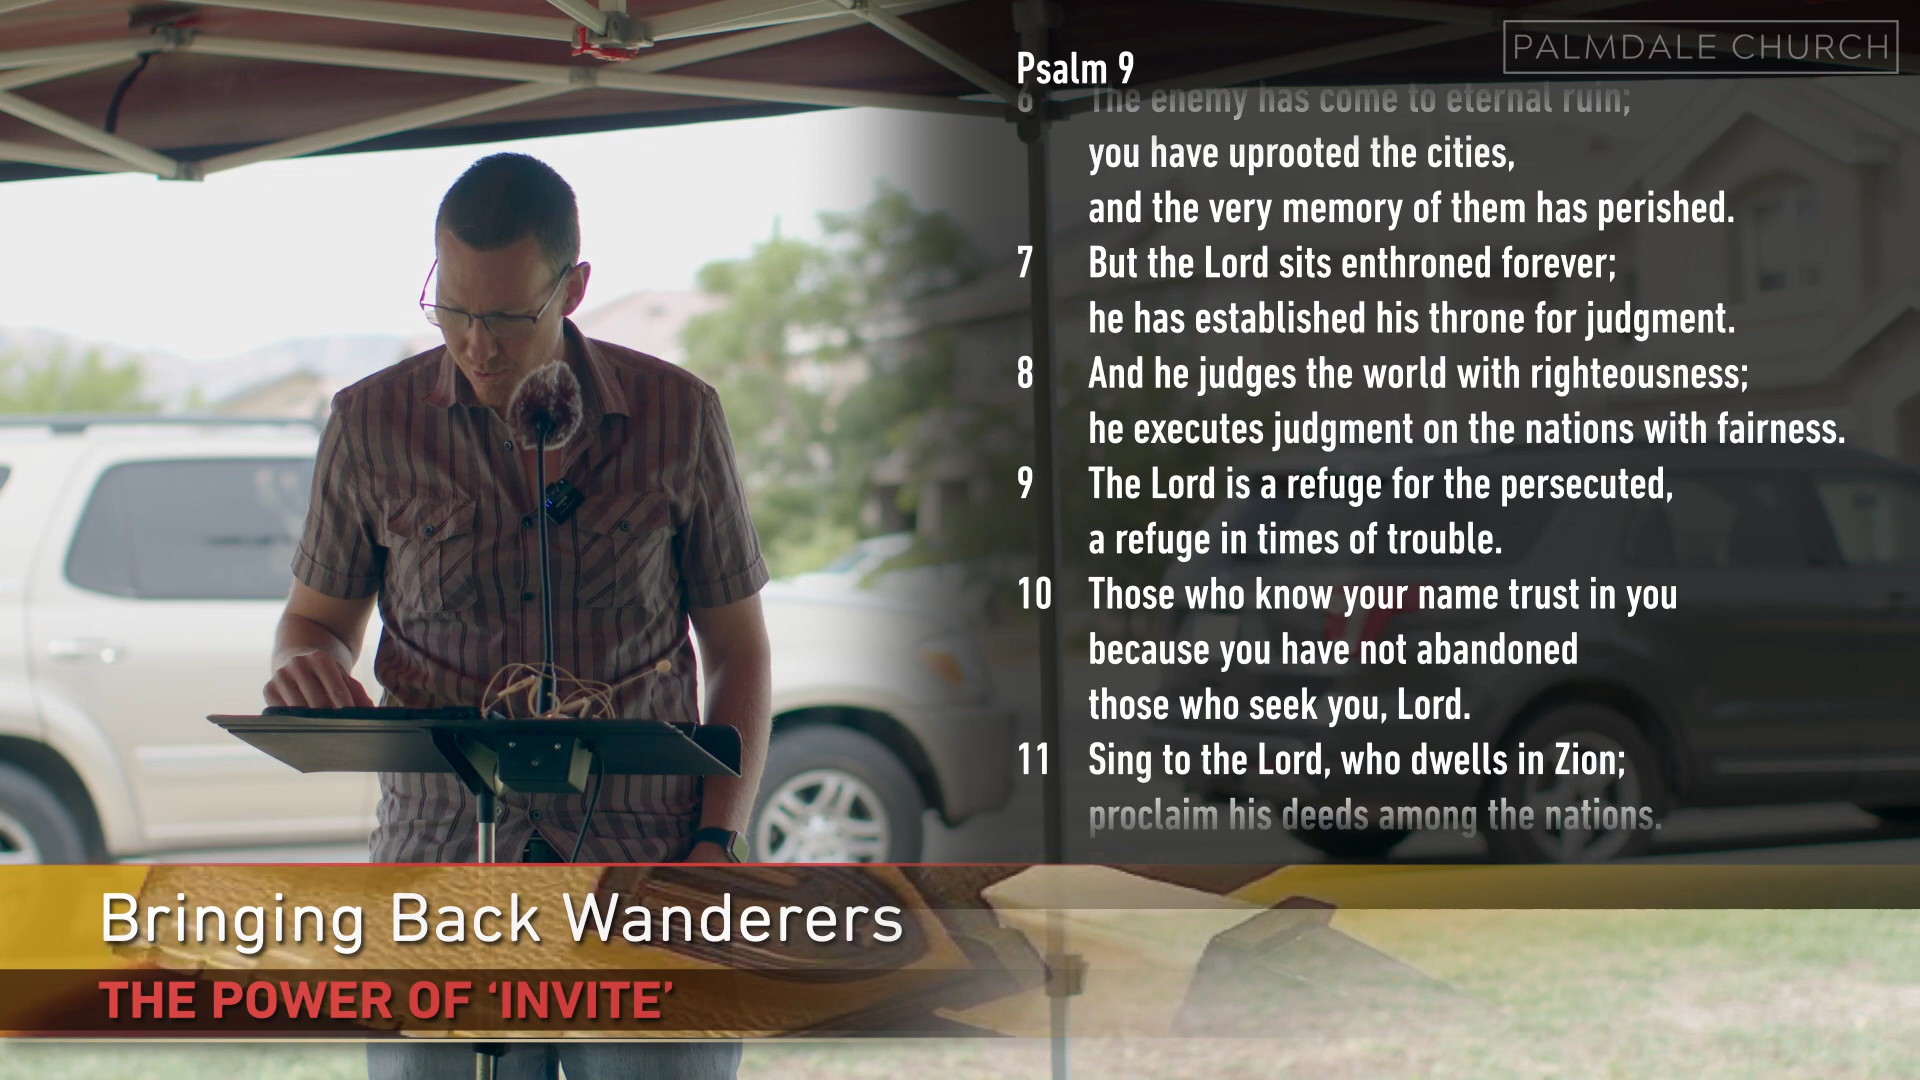 PALMDALE CHURCH
Psalm 9
6 The enemy has come to eternal ruin;
you have uprooted the cities,
and the very memory of them has perished.
7 But the Lord sits enthroned forever;
he has established his throne for judgment.
8 And he judges the world with righteousness;
he executes judgment on the nations with fairness.
9 The Lord is a refuge for the persecuted,
a refuge in times of trouble.
10 Those who know your name trust in you
because you have not abandoned
those who seek you, Lord.
11 Sing to the Lord, who dwells in Zion;
proclaim his deeds among the nations.
Bringing Back Wanderers
THE POWER OF ‘INVITE’